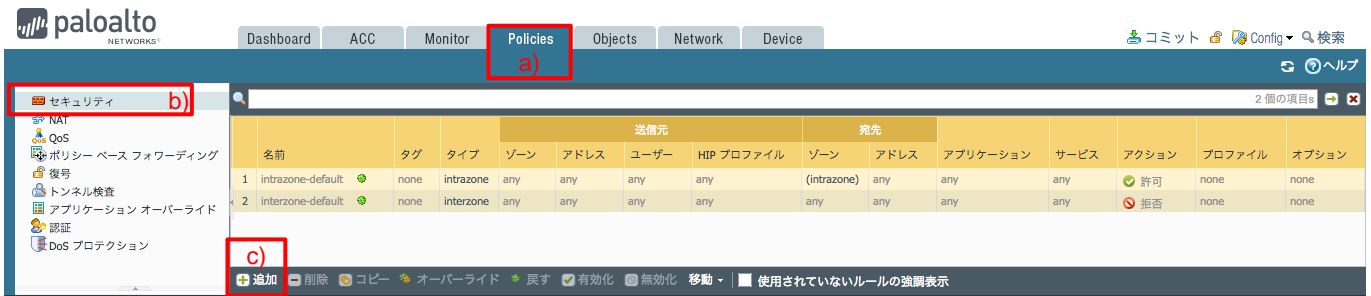 paloalto
NETWORKS®
Dashboard ACC Monitor Policies Objects Network Device
コミット Config 検索
a)
ヘルプ
セキュリティ b)
NAT
QoS
ポリシー ベース フォワーディング
復号
トンネル検査
アプリケーション オーバーライド
認証
DoS プロテクション
2 個の項目s
送信元 宛先
名前 タグ タイプ ゾーン アドレス ユーザー HIP プロファイル ゾーン アドレス アプリケーション サービス アクション プロファイル オプション
1 intrazone-default none intrazone any any any any (intrazone) any any any 許可 none none
2 interzone-default none interzone any any any any any any any any 拒否 none none
c)
追加 削除 コピー オーバーライド 戻す 有効化 無効化 移動 使用されていないルールの強調表示